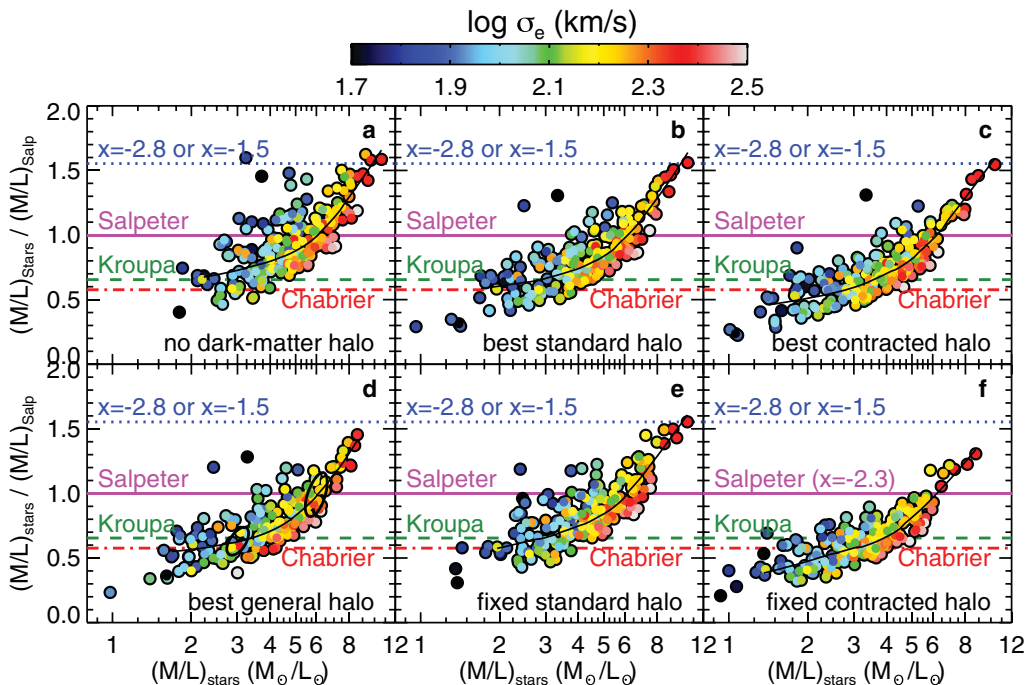 log σe (km/s)
1.7 1.9 2.1 2.3 2.5
(M/L)Stars / (M/L)Salp
2.0
1.5
1.0
0.5
0.0
a
x=-2.8 or x=-1.5
Salpeter
Kroupa
Chabrier
no dark-matter halo
b
x=-2.8 or x=-1.5
Salpeter
Kroupa
Chabrier
best standard halo
c
x=-2.8 or x=-1.5
Salpeter
Kroupa
Chabrier
best contracted halo
(M/L)stars / (M/L)Salp
2.0
1.5
1.0
0.5
0.0
d
x=-2.8 or x=-1.5
Salpeter
Kroupa
Chabrier
best general halo
e
x=-2.8 or x=-1.5
Salpeter
Kroupa
Chabrier
fixed standard halo
f
x=-2.8 or x=-1.5
Salpeter (x=-2.3)
Kroupa
Chabrier
fixed contracted halo
1 2 3 4 5 6 8 12 1 2 3 4 5 6 8 12 1 2 3 4 5 6 8 12
(M/L)stars (M⊙/L⊙) (M/L)stars (M⊙/L⊙) (M/L)stars (M⊙/L⊙)